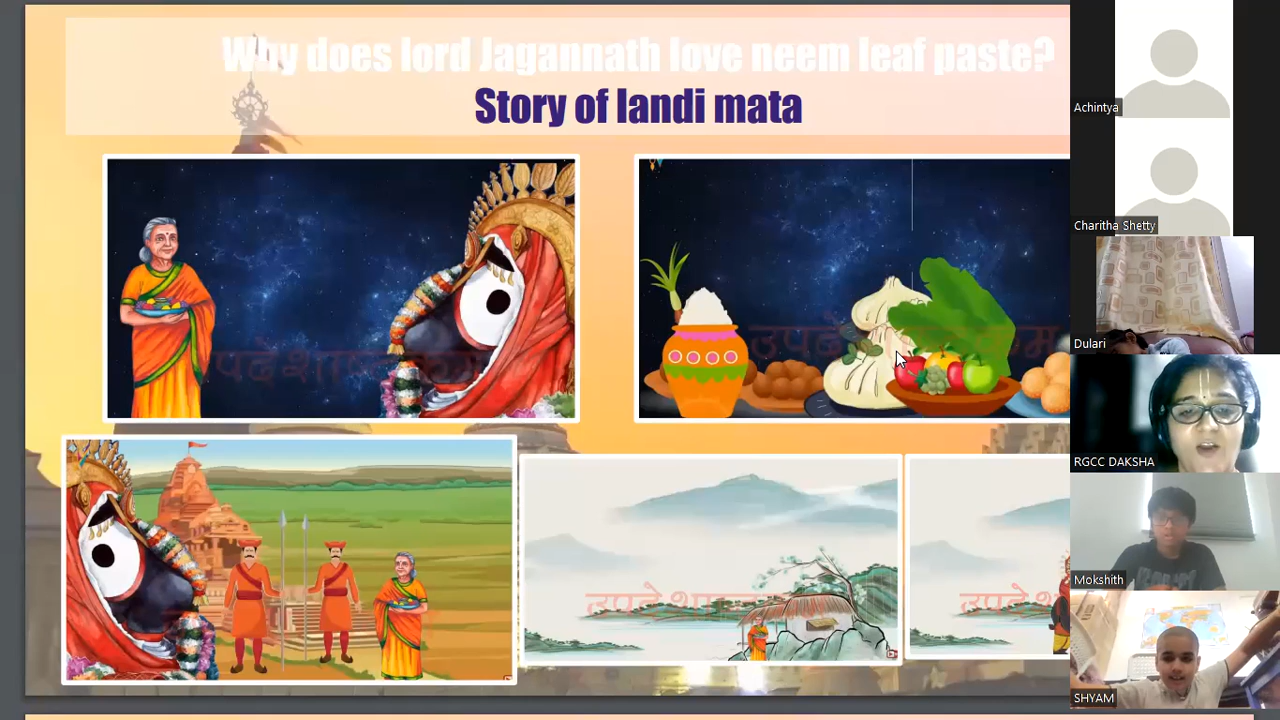 Why does lord Jagannath love neem leaf paste?
Story of landi mata
Achintya
Charitha Shetty
Dulari
RGCC DAKSHA
Mokshith
SHYAM